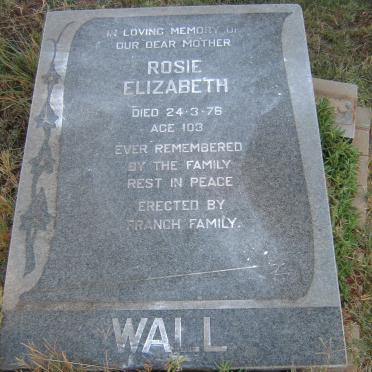 IN LOVING MEMORY OF
OUR DEAR MOTHER
ROSIE
ELIZABETH
DIED 24·3·76
AGE 103
EVER REMEMBERED
BY THE FAMILY
REST IN PEACE
ERECTED BY
FRANCH FAMILY.
WALL